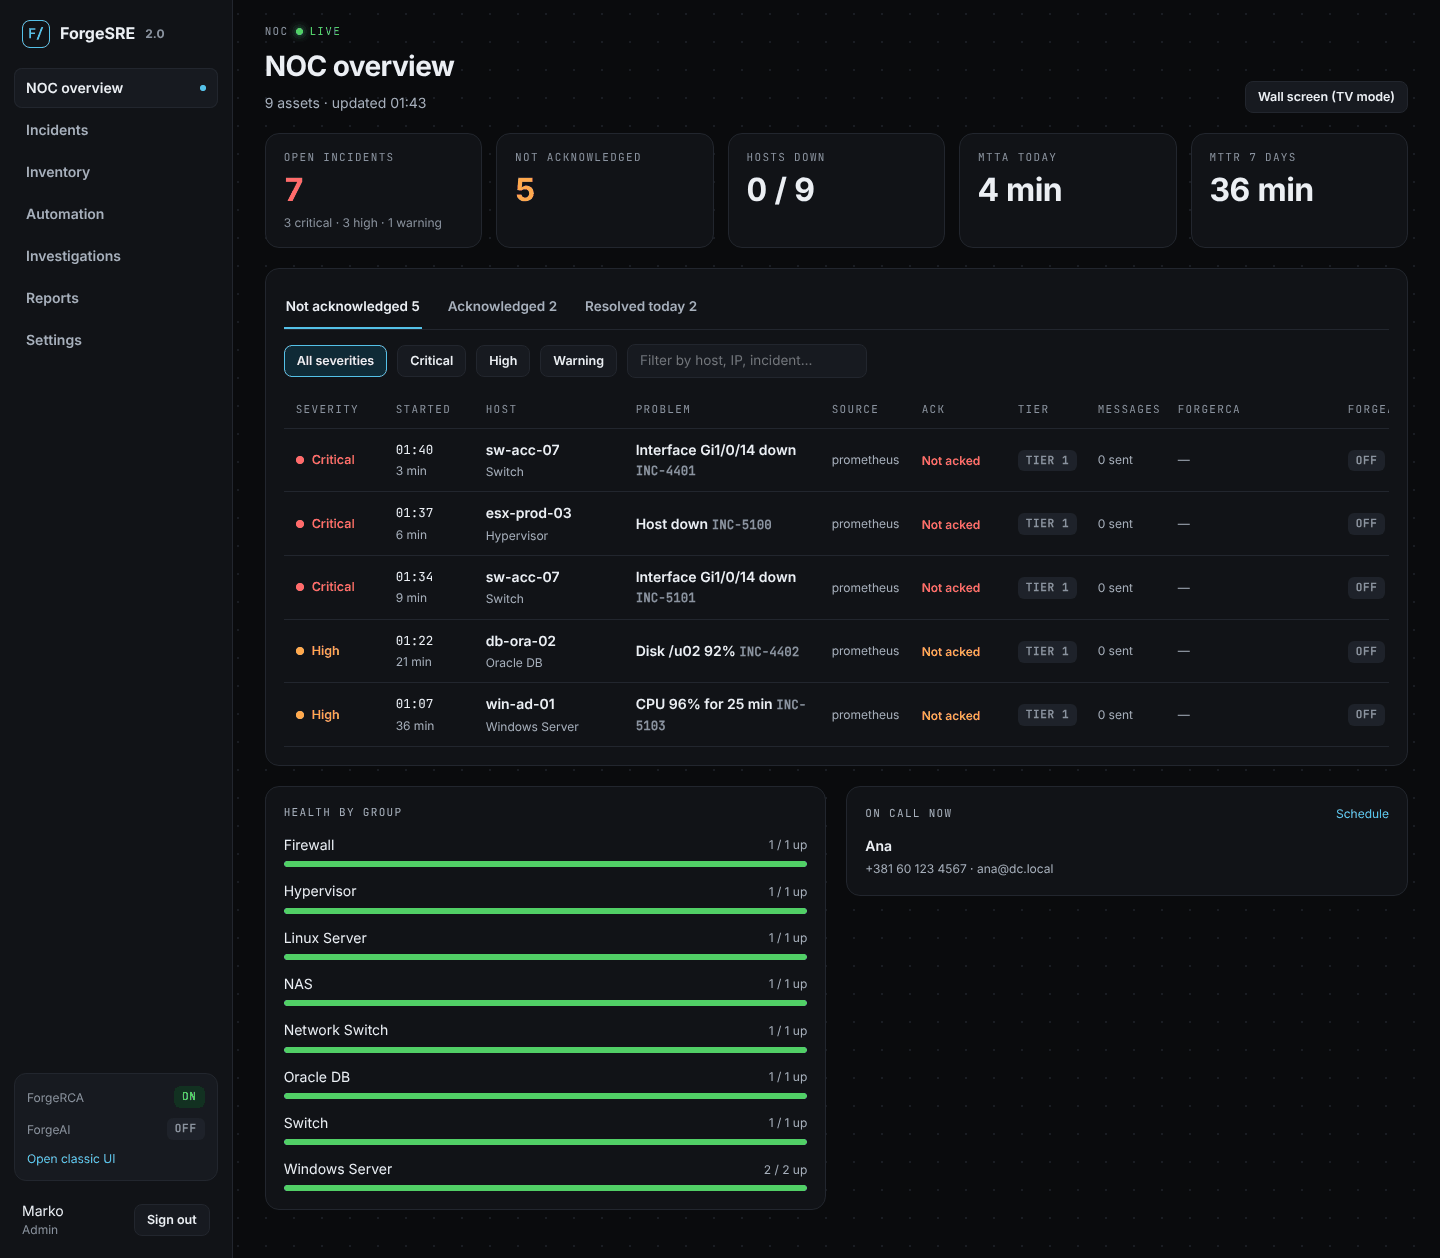 F/ ForgeSRE 2.0
NOC overview
Incidents
Inventory
Automation
Investigations
Reports
Settings
ForgeRCA ON
ForgeAI OFF
Open classic UI
Marko
Admin
Sign out
NOC LIVE
NOC overview
9 assets · updated 01:43
Wall screen (TV mode)
OPEN INCIDENTS
7
3 critical · 3 high · 1 warning
NOT ACKNOWLEDGED
5
HOSTS DOWN
0 / 9
MTTA TODAY
4 min
MTTR 7 DAYS
36 min
Not acknowledged 5 Acknowledged 2 Resolved today 2
All severities Critical High Warning Filter by host, IP, incident...
SEVERITY STARTED HOST PROBLEM SOURCE ACK TIER MESSAGES FORGERCA
Critical 01:40 3 min sw-acc-07 Switch Interface Gi1/0/14 down INC-4401 prometheus Not acked TIER 1 0 sent — OFF
Critical 01:37 6 min esx-prod-03 Hypervisor Host down INC-5100 prometheus Not acked TIER 1 0 sent — OFF
Critical 01:34 9 min sw-acc-07 Switch Interface Gi1/0/14 down INC-5101 prometheus Not acked TIER 1 0 sent — OFF
High 01:22 21 min db-ora-02 Oracle DB Disk /u02 92% INC-4402 prometheus Not acked TIER 1 0 sent — OFF
High 01:07 36 min win-ad-01 Windows Server CPU 96% for 25 min INC-5103 prometheus Not acked TIER 1 0 sent — OFF
HEALTH BY GROUP
Firewall 1 / 1 up
Hypervisor 1 / 1 up
Linux Server 1 / 1 up
NAS 1 / 1 up
Network Switch 1 / 1 up
Oracle DB 1 / 1 up
Switch 1 / 1 up
Windows Server 2 / 2 up
ON CALL NOW Schedule
Ana
+381 60 123 4567 · ana@dc.local